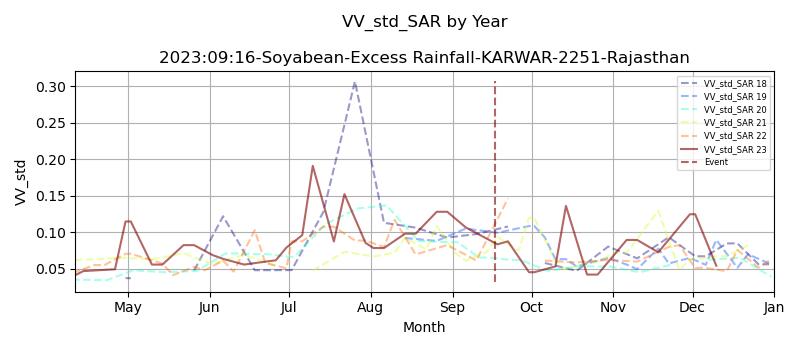 VV_std_SAR by Year
2023:09:16-Soyabean-Excess Rainfall-KARWAR-2251-Rajasthan
VV_std
0.30
0.25
0.20
0.15
0.10
0.05
VV_std_SAR 18
VV_std_SAR 19
VV_std_SAR 20
VV_std_SAR 21
VV_std_SAR 22
VV_std_SAR 23
Event
May Jun Jul Aug Sep Oct Nov Dec Jan
Month